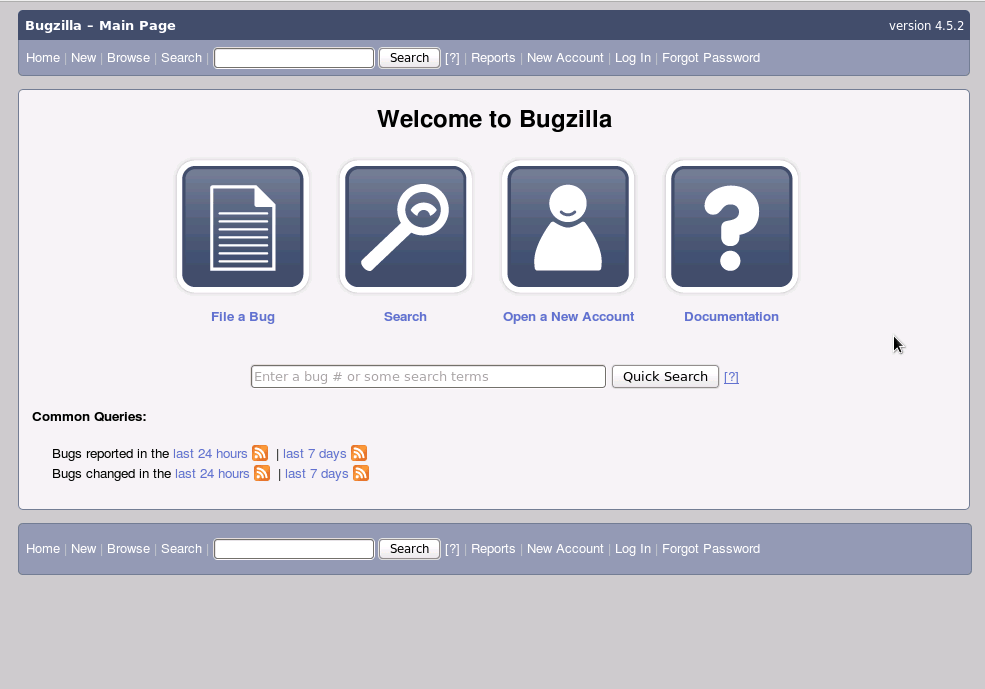 Bugzilla – Main Page version 4.5.2
Home | New | Browse | Search | Search [?] | Reports | New Account | Log In | Forgot Password
Welcome to Bugzilla
File a Bug Search Open a New Account Documentation
Enter a bug # or some search terms Quick Search [?]
Common Queries:
Bugs reported in the last 24 hours | last 7 days
Bugs changed in the last 24 hours | last 7 days
Home | New | Browse | Search | Search [?] | Reports | New Account | Log In | Forgot Password